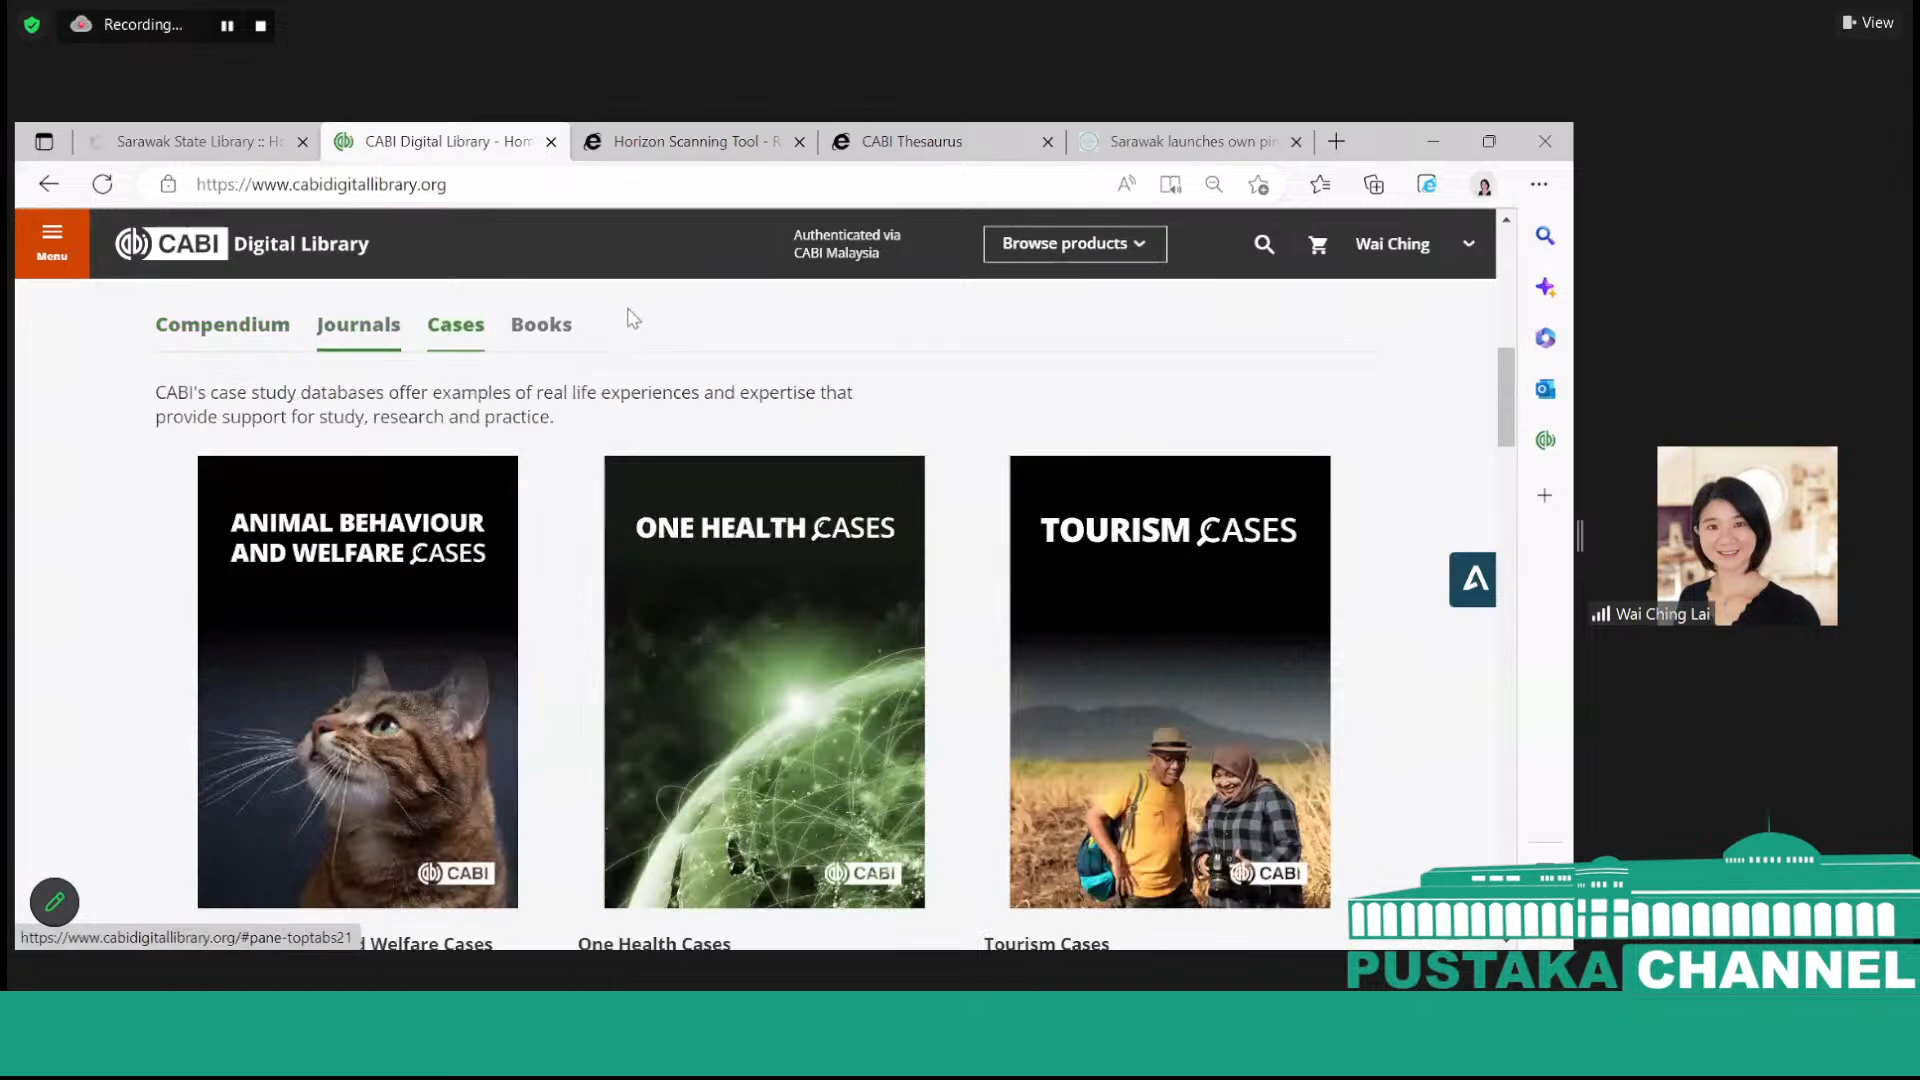 Recording...
View
Sarawak State Library :: Ho
CABI Digital Library - Hom
Horizon Scanning Tool - R
CABI Thesaurus
Sarawak launches own pin
https://www.cabidigitallibrary.org
Menu
CABI Digital Library
Authenticated via
CABI Malaysia
Browse products
Wai Ching
Compendium
Journals
Cases
Books
CABI's case study databases offer examples of real life experiences and expertise that
provide support for study, research and practice.
ANIMAL BEHAVIOUR
AND WELFARE CASES
CABI
ONE HEALTH CASES
CABI
TOURISM CASES
CABI
Wai Ching Lai
https://www.cabidigitallibrary.org/#pane-toptabs21
d Welfare Cases
One Health Cases
Tourism Cases
PUSTAKA CHANNEL